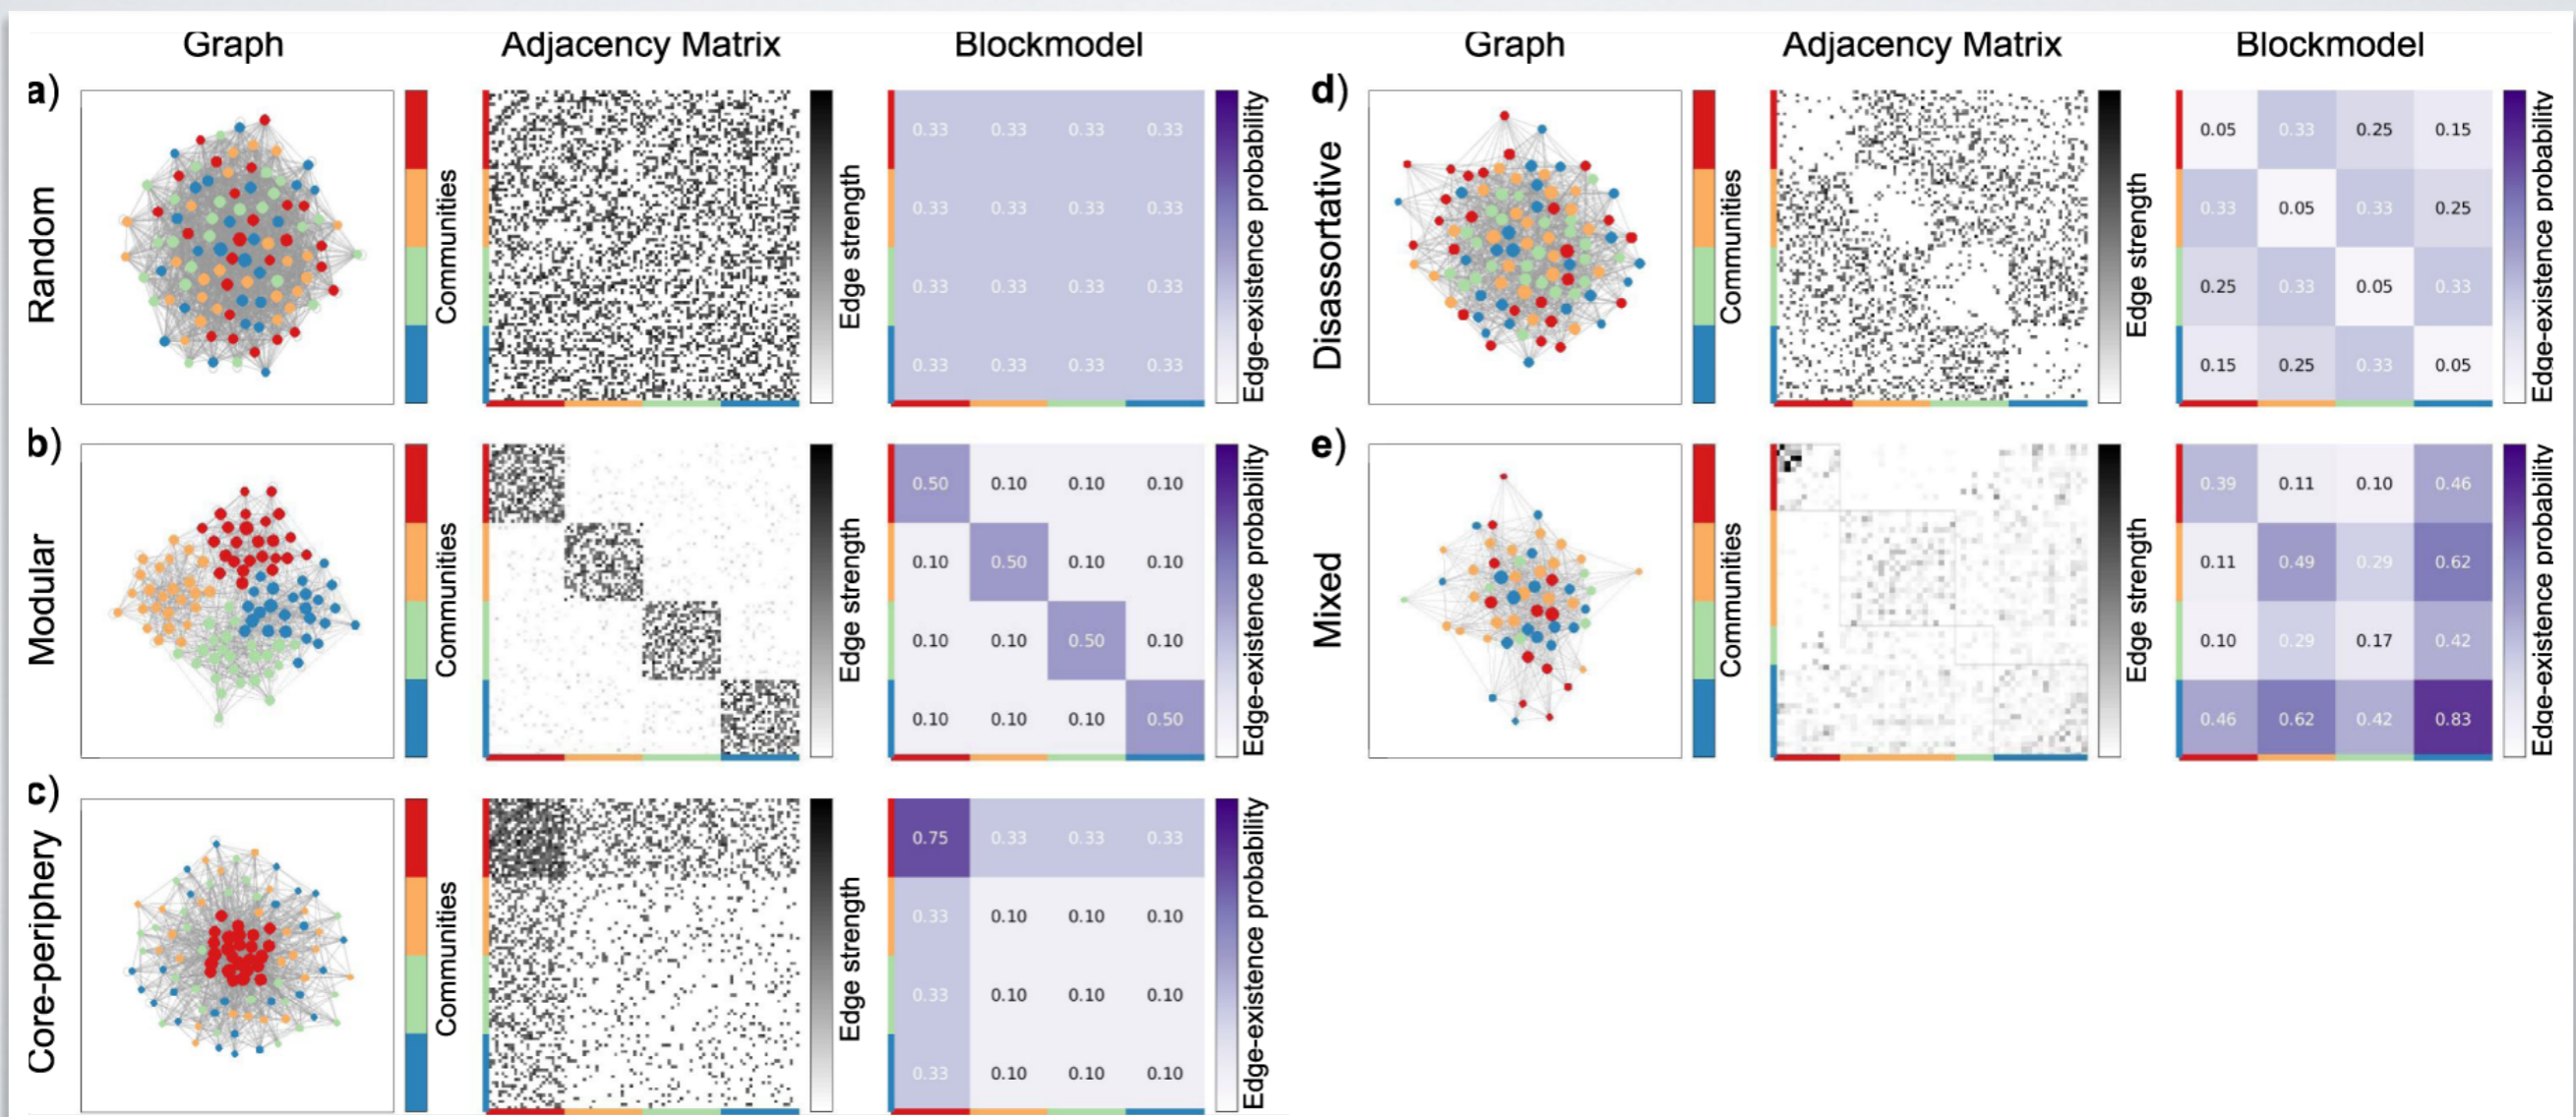 Graph Adjacency Matrix Blockmodel
a)
Random
Communities
Edge strength
0.33 0.33 0.33 0.33
0.33 0.33 0.33 0.33
0.33 0.33 0.33 0.33
0.33 0.33 0.33 0.33
Edge-existence probability
b)
Modular
Communities
Edge strength
0.50 0.10 0.10 0.10
0.10 0.50 0.10 0.10
0.10 0.10 0.50 0.10
0.10 0.10 0.10 0.50
Edge-existence probability
c)
Core-periphery
Communities
Edge strength
0.75 0.33 0.33 0.33
0.33 0.10 0.10 0.10
0.33 0.10 0.10 0.10
0.33 0.10 0.10 0.10
Edge-existence probability
Graph Adjacency Matrix Blockmodel
d)
Disassortative
Communities
Edge strength
0.05 0.33 0.25 0.15
0.33 0.05 0.33 0.25
0.25 0.33 0.05 0.33
0.15 0.25 0.33 0.05
Edge-existence probability
e)
Mixed
Communities
Edge strength
0.39 0.11 0.10 0.46
0.11 0.49 0.29 0.62
0.10 0.29 0.17 0.42
0.46 0.62 0.42 0.83
Edge-existence probability